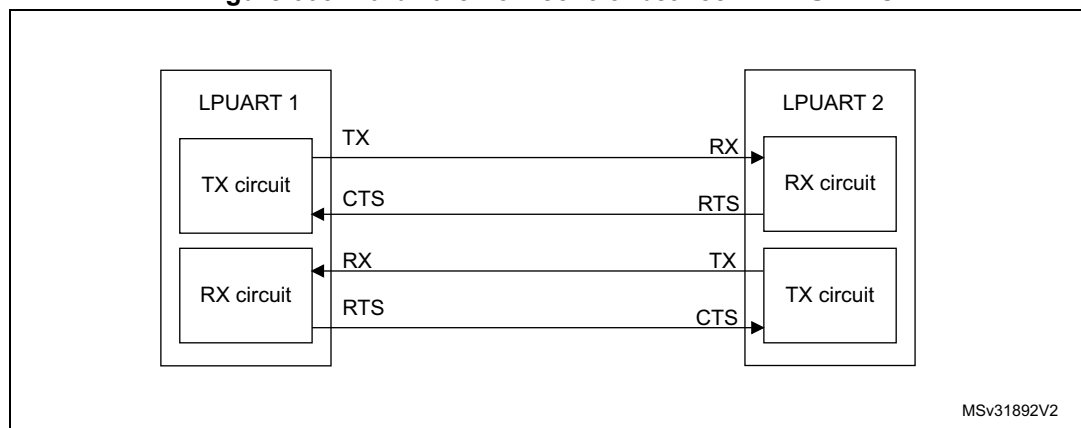 LPUART 1
LPUART 2
TX
RX
TX circuit
RX circuit
CTS
RTS
RX
TX
RX circuit
TX circuit
RTS
CTS
MSv31892V2